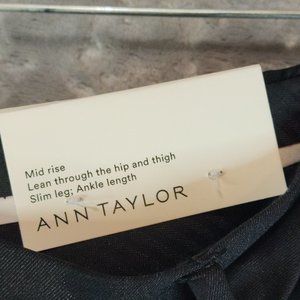 Mid rise
Lean through the hip and thigh
Slim leg; Ankle length
ANN TAYLOR